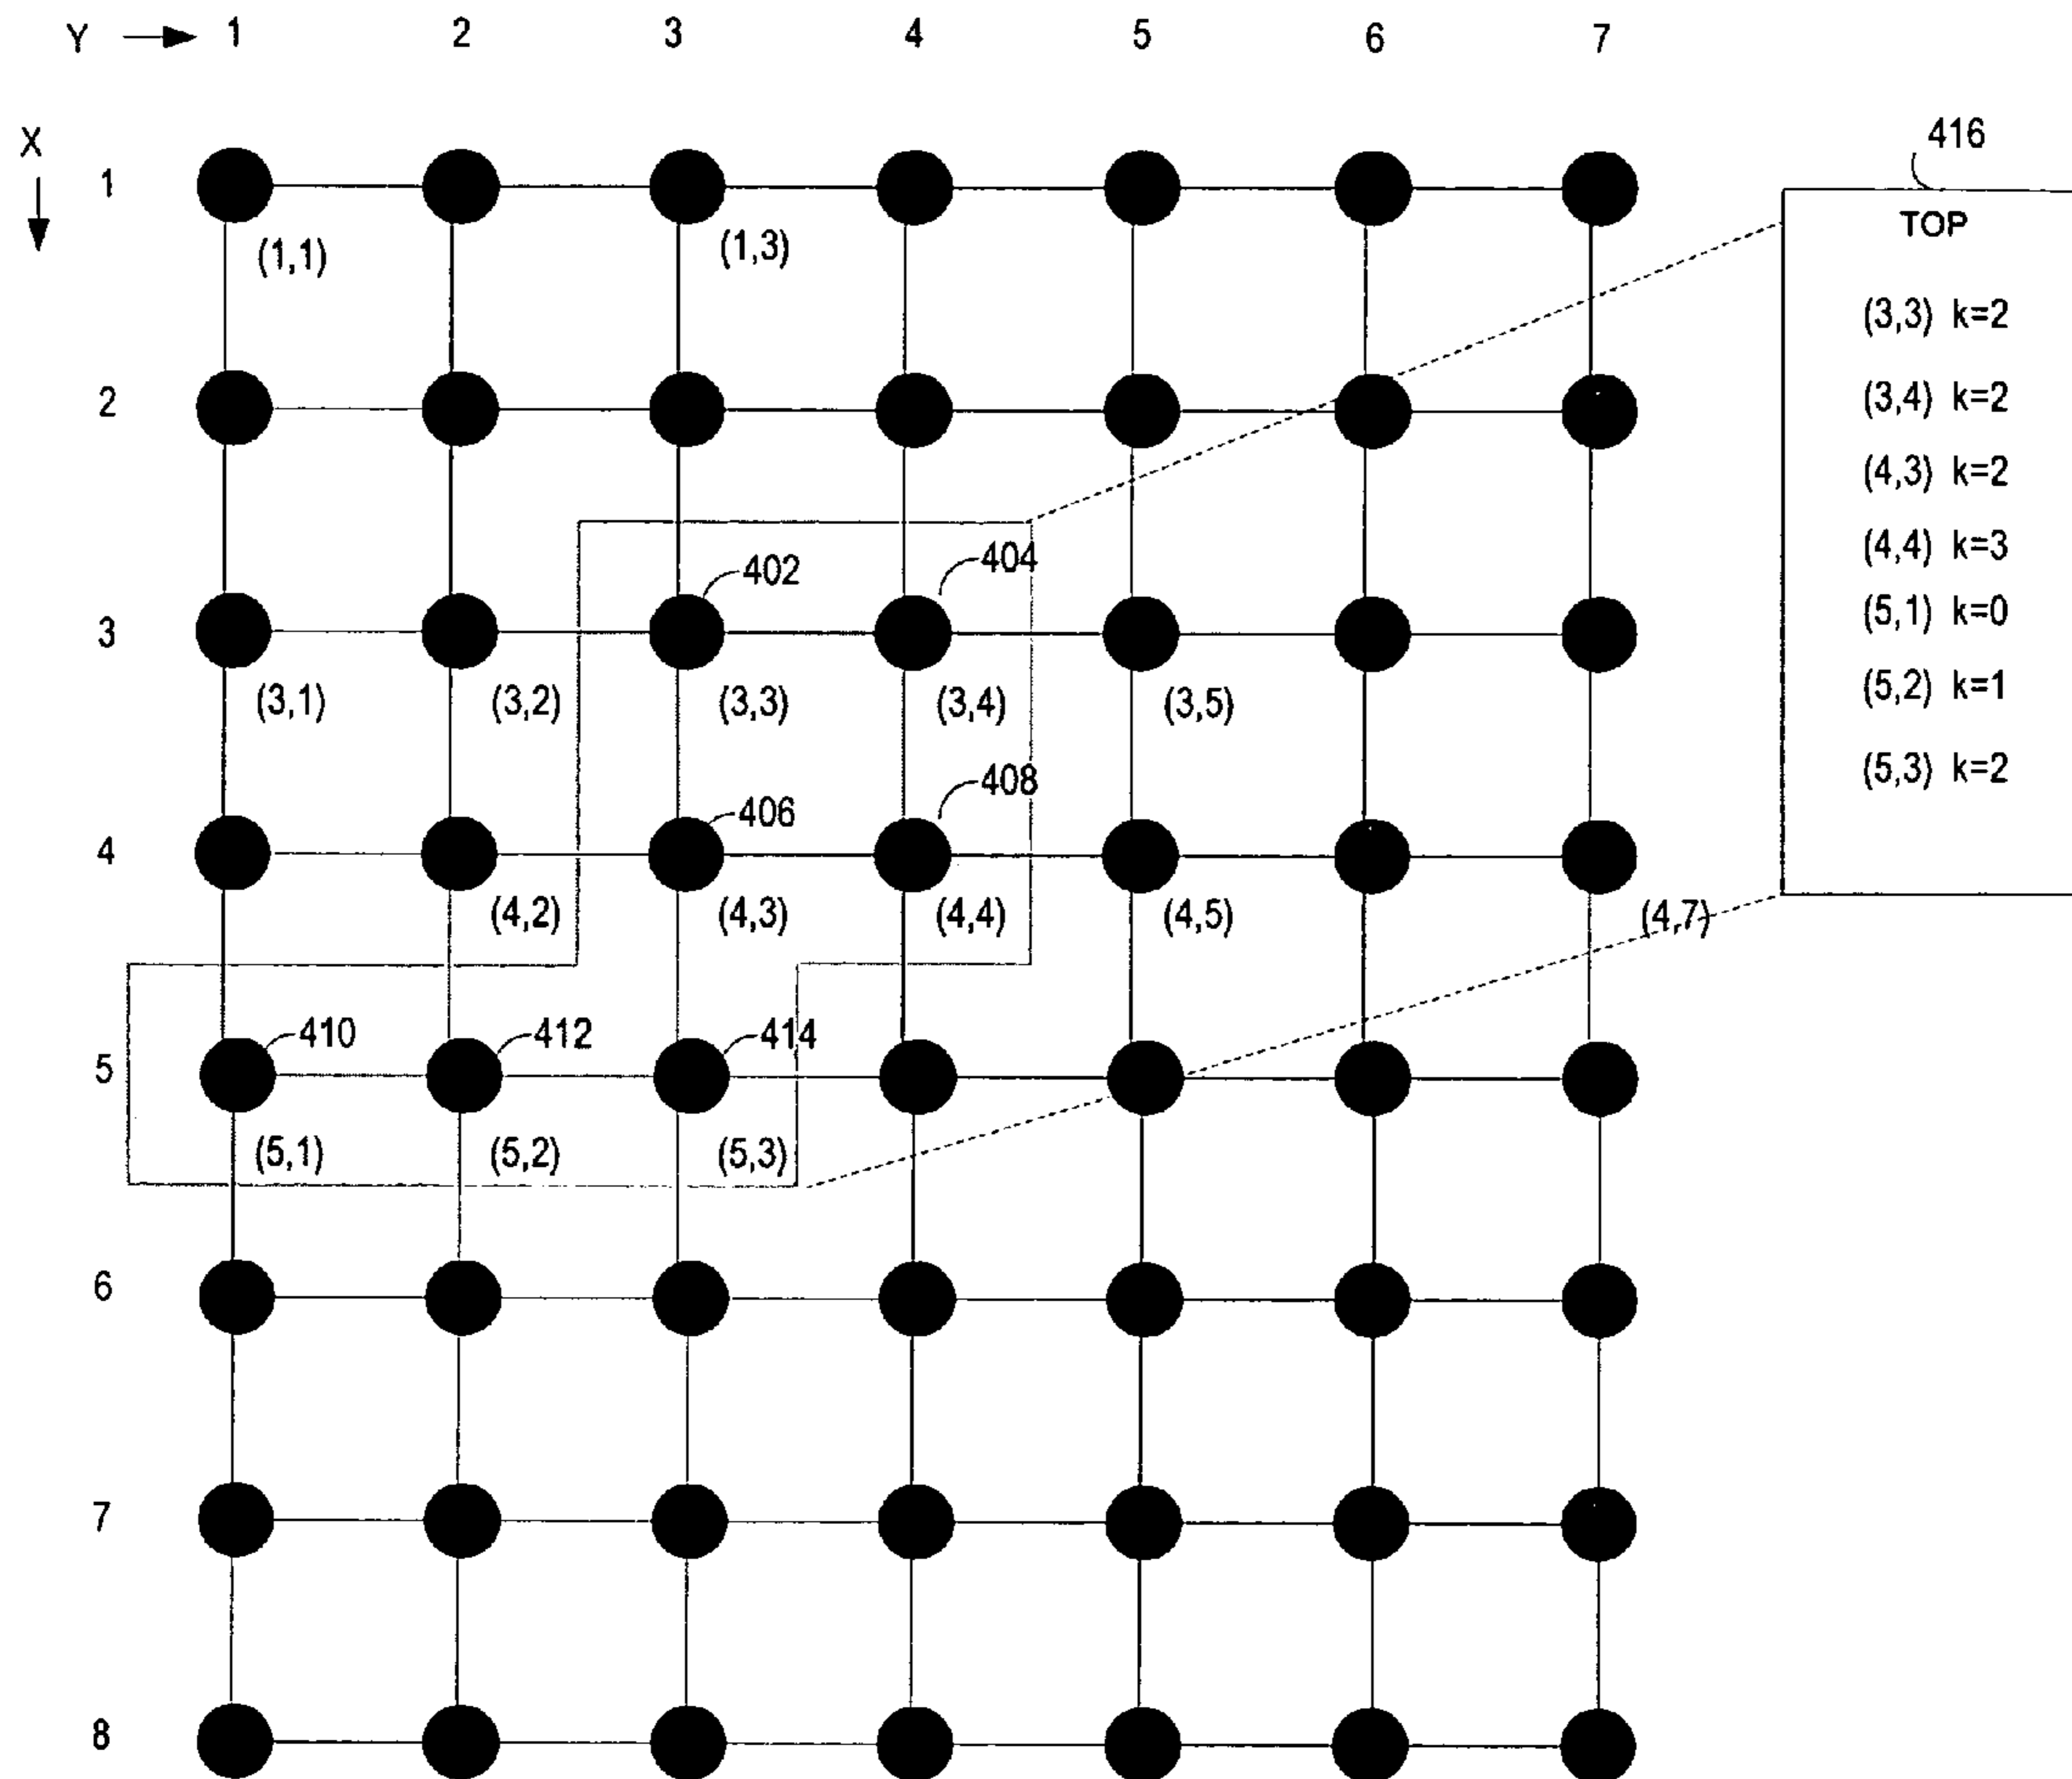 Y 1 2 3 4 5 6 7
X
416
1
TOP
(1,1) (1,3)
(3,3) k=2
2
(3,4) k=2
(4,3) k=2
404
402
(4,4) k=3
3
(5,1) k=0
(3,1) (3,2) (3,3) (3,4) (3,5)
(5,2) k=1
408
(5,3) k=2
406
4
(4,2) (4,3) (4,4) (4,5) (4,7)
410 412 414
5
(5,1) (5,2) (5,3)
6
7
8